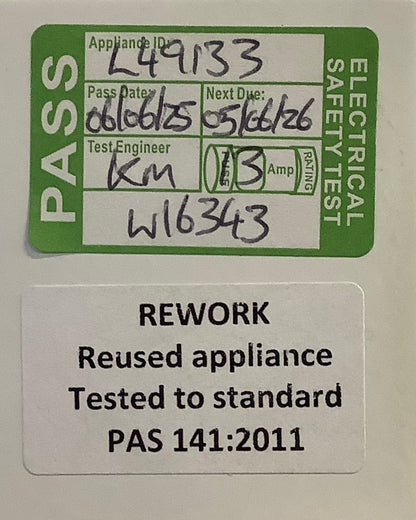 PASS
Appliance ID:
L49133
Pass Date: Next Due:
06/06/25 05/06/26
Test Engineer
KM 13 Amp RATING
W16343
ELECTRICAL
SAFETY TEST
REWORK
Reused appliance
Tested to standard
PAS 141:2011